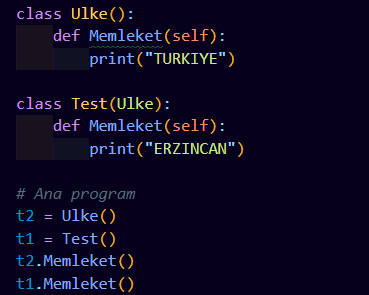 class Ulke():
    def Memleket(self):
        print("TURKIYE")

class Test(Ulke):
    def Memleket(self):
        print("ERZINCAN")

# Ana program
t2 = Ulke()
t1 = Test()
t2.Memleket()
t1.Memleket()